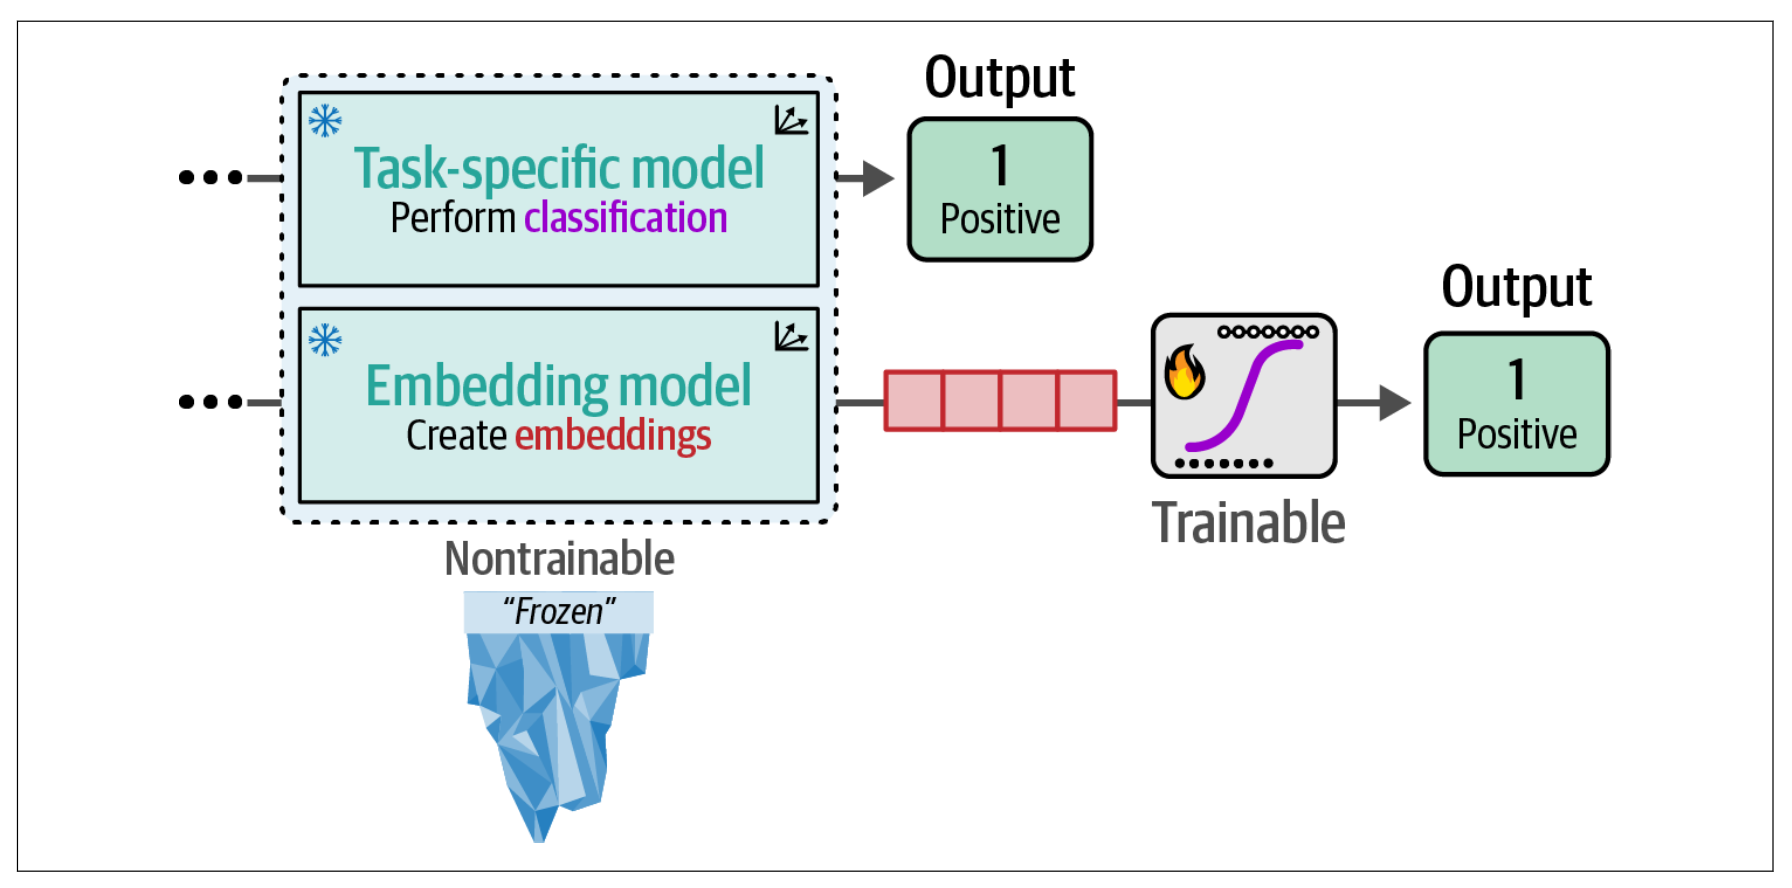 Output
Task-specific model
Perform classification
1
Positive
Output
Embedding model
Create embeddings
1
Positive
Trainable
Nontrainable
“Frozen”